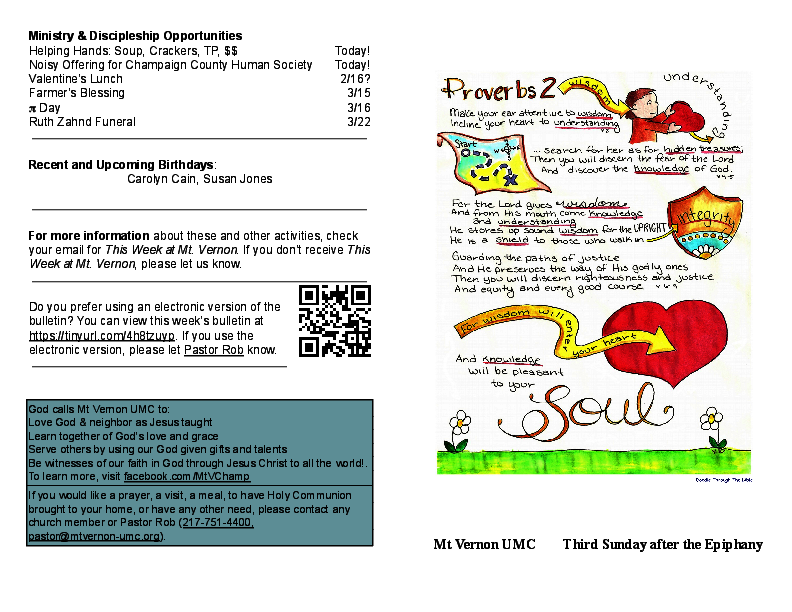 Ministry & Discipleship Opportunities
Helping Hands: Soup, Crackers, TP, $$ Today!
Noisy Offering for Champaign County Human Society Today!
Valentine's Lunch 2/16?
Farmer's Blessing 3/15
π Day 3/16
Ruth Zahnd Funeral 3/22
Recent and Upcoming Birthdays:
Carolyn Cain, Susan Jones
For more information about these and other activities, check
your email for This Week at Mt. Vernon. If you don't receive This
Week at Mt. Vernon, please let us know.
Do you prefer using an electronic version of the
bulletin? You can view this week's bulletin at
https://tinyurl.com/4h8tzuyp. If you use the
electronic version, please let Pastor Rob know.
God calls Mt Vernon UMC to:
Love God & neighbor as Jesus taught
Learn together of God's love and grace
Serve others by using our God given gifts and talents
Be witnesses of our faith in God through Jesus Christ to all the world!.
To learn more, visit facebook.com/MtVChamp
If you would like a prayer, a visit, a meal, to have Holy Communion
brought to your home, or have any other need, please contact any
church member or Pastor Rob (217-751-4400,
pastor@mtvernon-umc.org).
Proverbs 2
wisdom
understanding
Make your ear attentive to wisdom
Incline your heart to understanding
Start
... search for her as for hidden treasures;
Then you will discern the fear of the Lord
And discover the knowledge of God.
For the Lord gives wisdom
And from His mouth come knowledge
and understanding
He stores up sound wisdom for the UPRIGHT
He is a shield to those who walk in
integrity
Guarding the paths of justice
And He preserves the way of His godly ones
Then you will discern righteousness and justice
And equity and every good course
For wisdom will enter your heart
And knowledge
will be pleasant
to your
Soul
Doodle Through The Bible
Mt Vernon UMC Third Sunday after the Epiphany